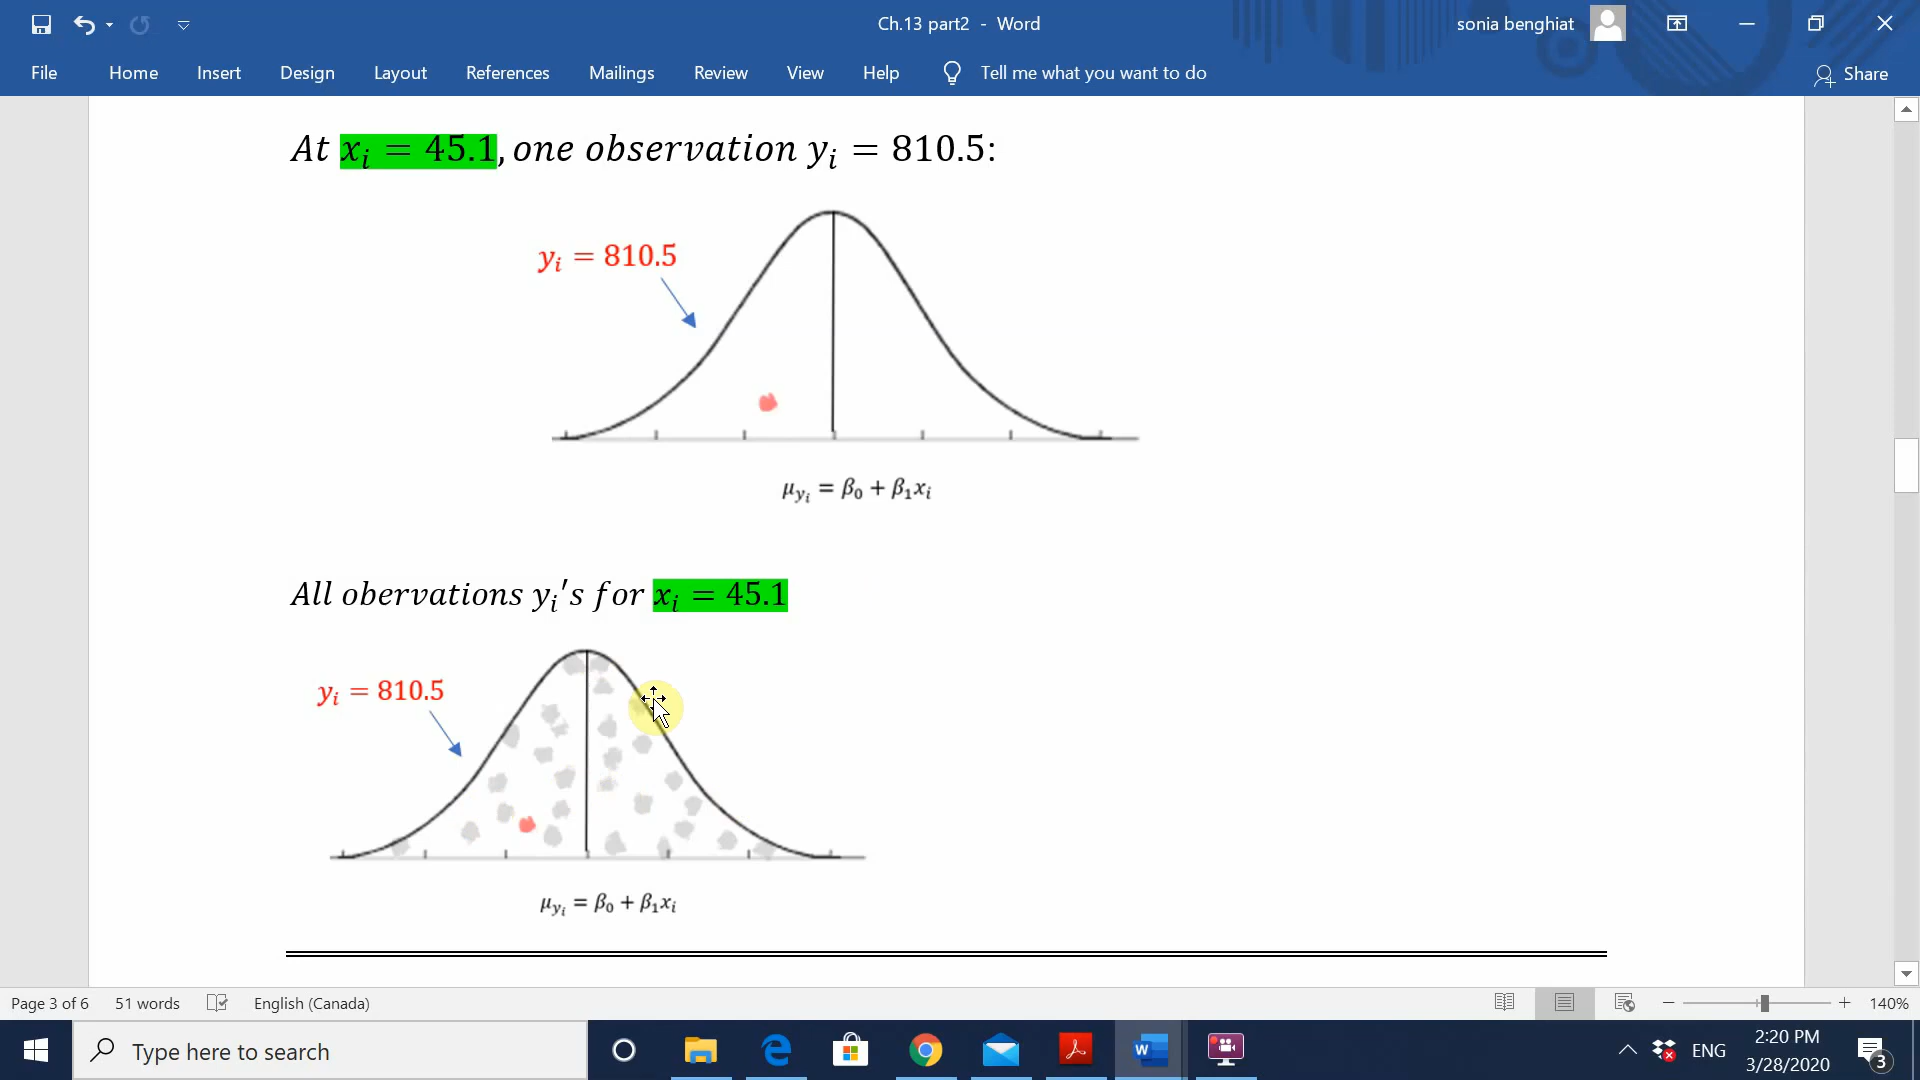 Ch.13 part2 - Word
sonia benghiat
File Home Insert Design Layout References Mailings Review View Help Tell me what you want to do Share
At xᵢ = 45.1, one observation yᵢ = 810.5:
yᵢ = 810.5
μyᵢ = β₀ + β₁xᵢ
All obervations yᵢ's for xᵢ = 45.1
yᵢ = 810.5
μyᵢ = β₀ + β₁xᵢ
Page 3 of 6 51 words English (Canada) 140%
Type here to search
ENG
2:20 PM
3/28/2020
3